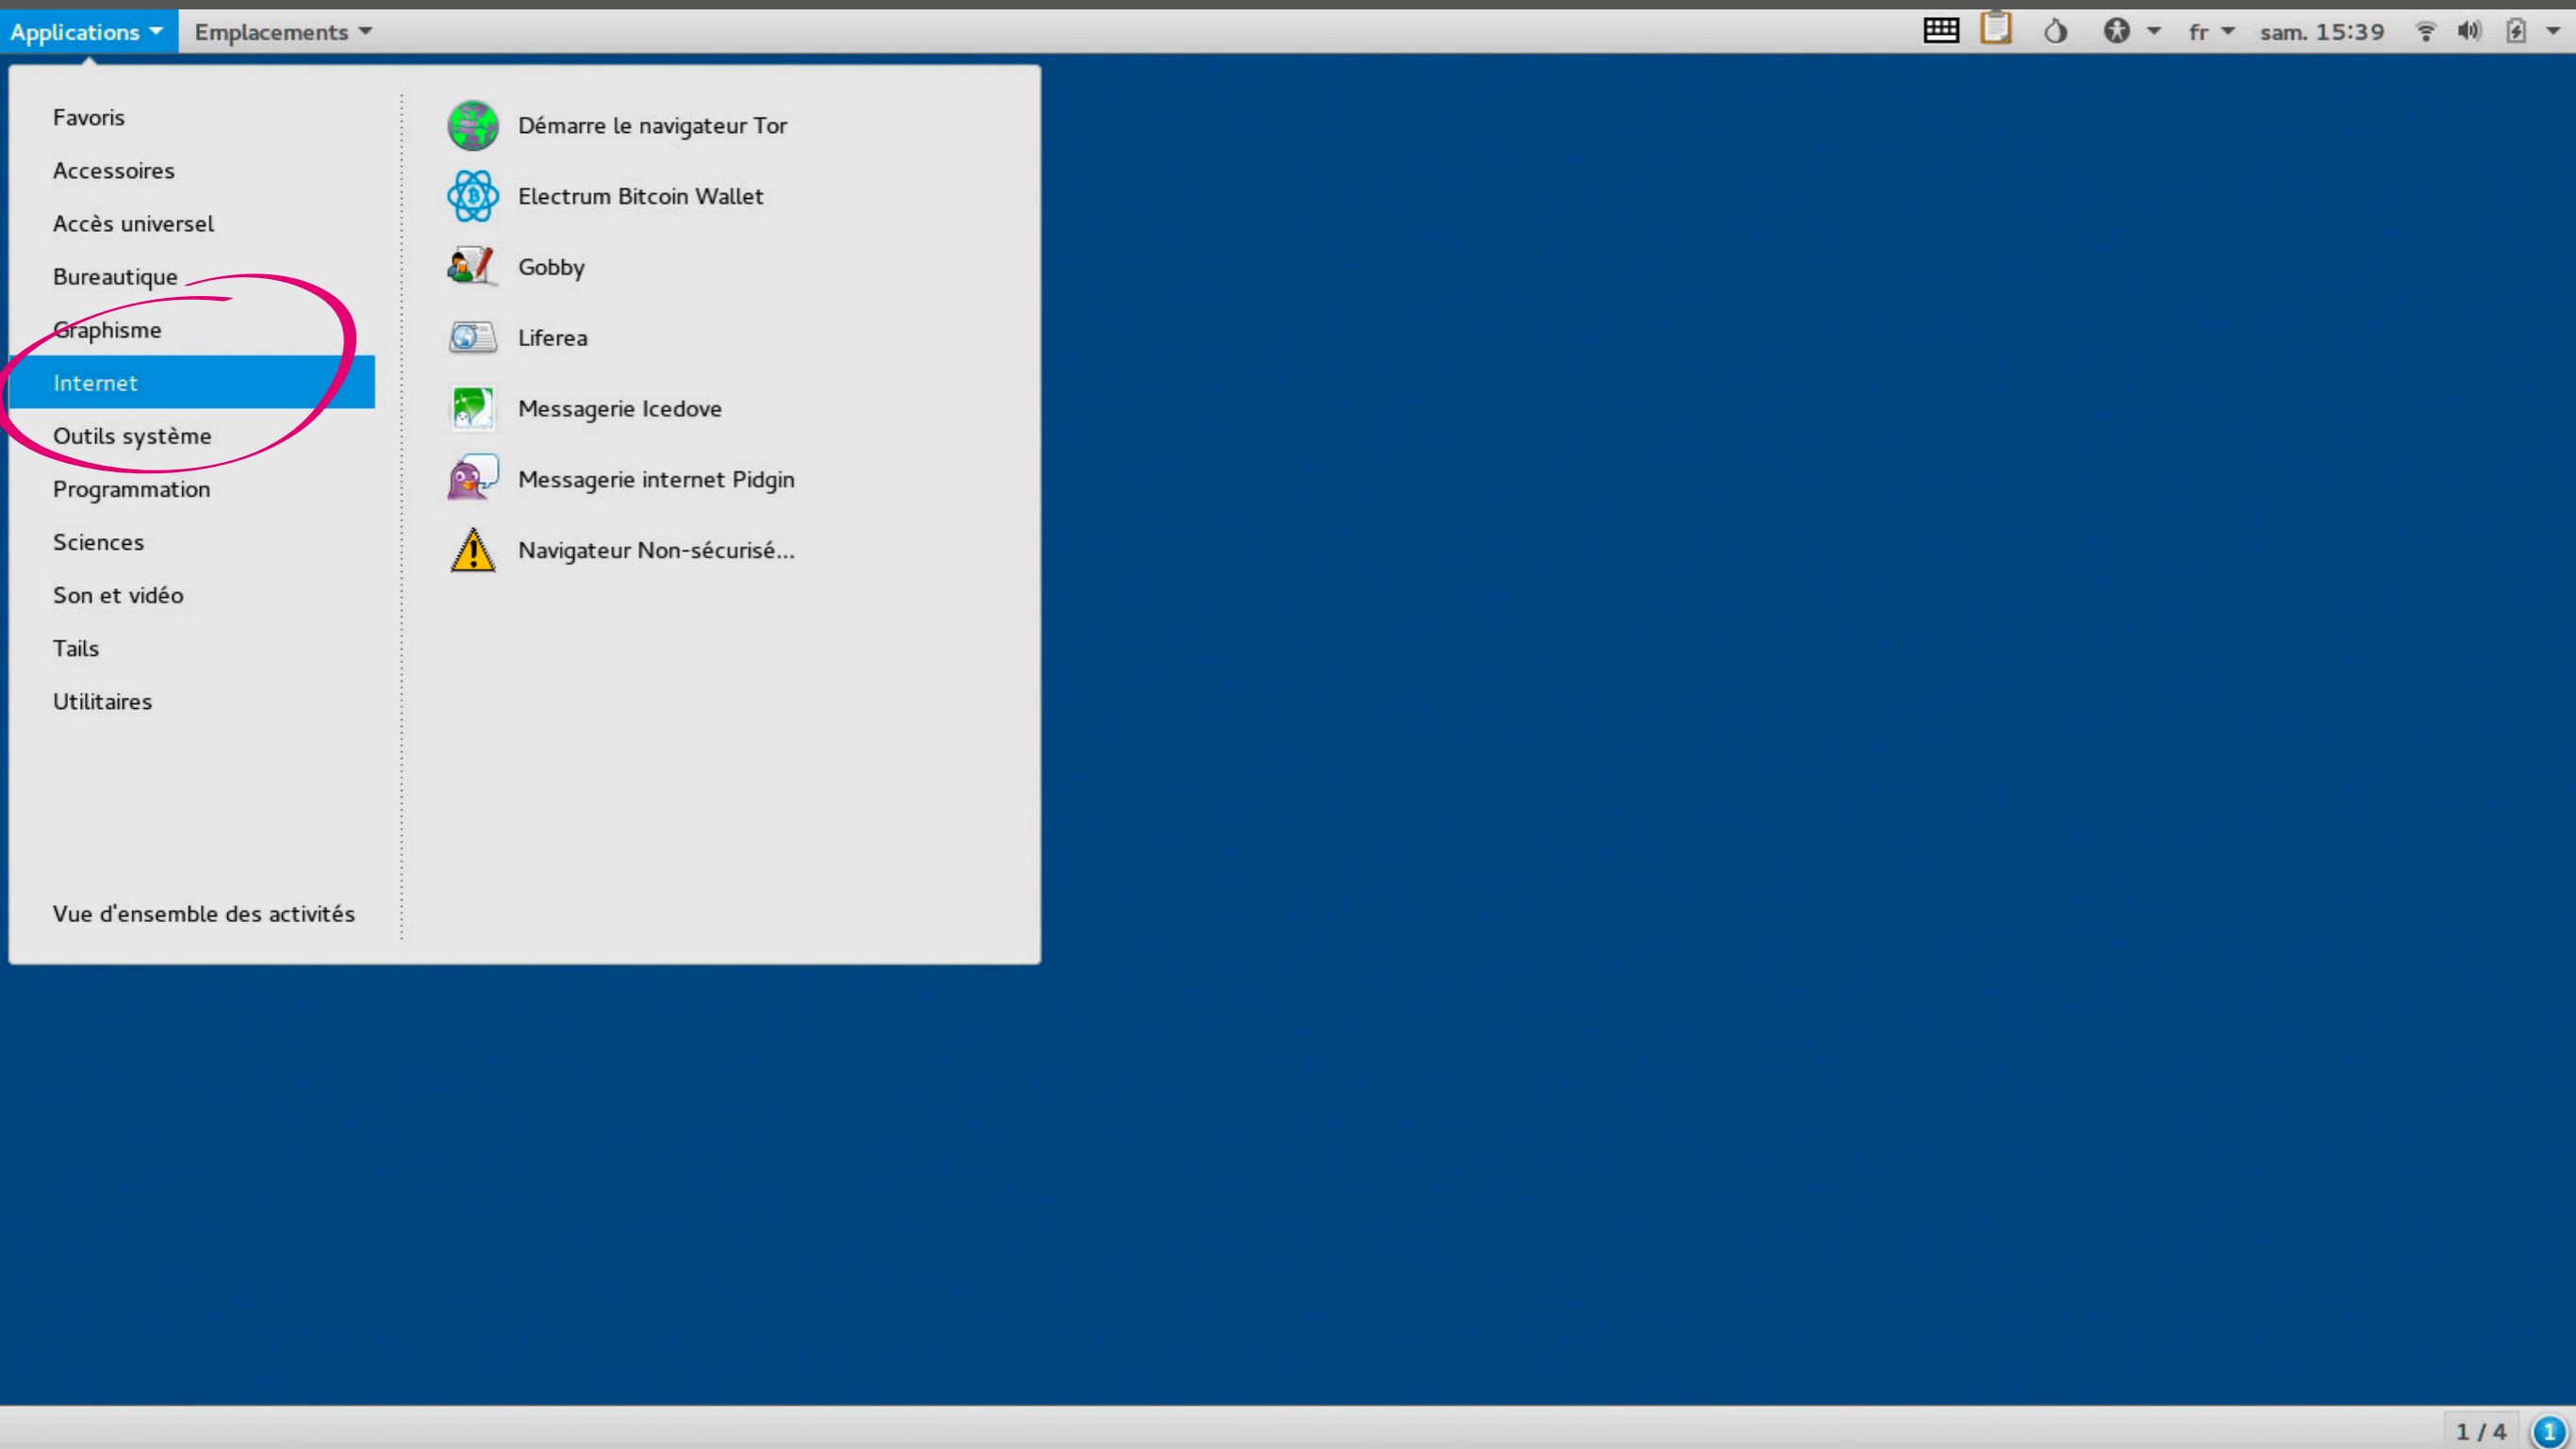 Applications Emplacements fr sam. 15:39
Favoris
Accessoires
Accès universel
Bureautique
Graphisme
Internet
Outils système
Programmation
Sciences
Son et vidéo
Tails
Utilitaires
Vue d'ensemble des activités
Démarre le navigateur Tor
Electrum Bitcoin Wallet
Gobby
Liferea
Messagerie Icedove
Messagerie internet Pidgin
Navigateur Non-sécurisé...
1 / 4 1